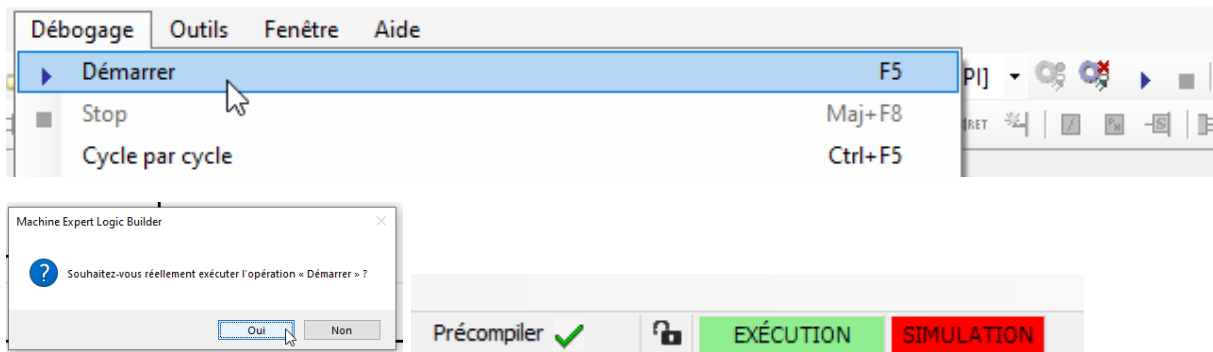 Débogage Outils Fenêtre Aide
Démarrer F5
PI]
Stop Maj+F8
RET
Cycle par cycle Ctrl+F5
Machine Expert Logic Builder
Souhaitez-vous réellement exécuter l'opération « Démarrer » ?
Oui Non
Précompiler EXÉCUTION SIMULATION